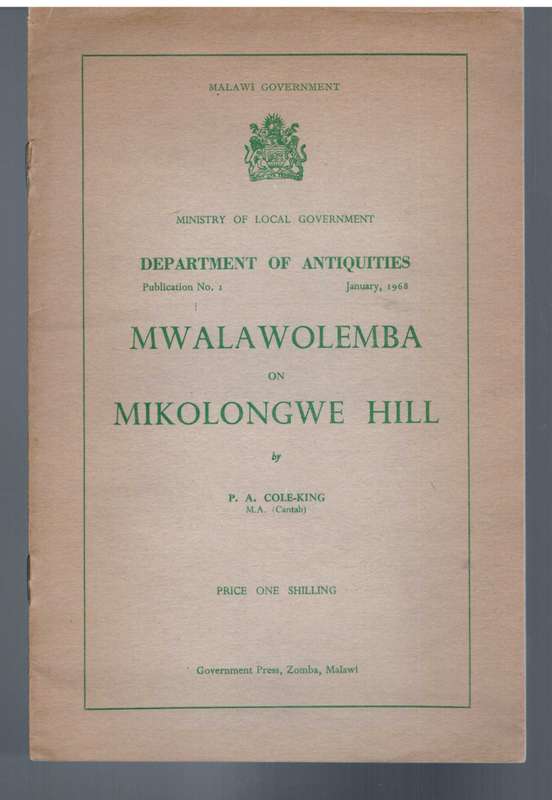 MALAWI GOVERNMENT
MINISTRY OF LOCAL GOVERNMENT
DEPARTMENT OF ANTIQUITIES
Publication No. 1 January, 1968
MWALAWOLEMBA
ON
MIKOLONGWE HILL
by
P. A. COLE-KING
M.A. (Cantab)
PRICE ONE SHILLING
Government Press, Zomba, Malawi